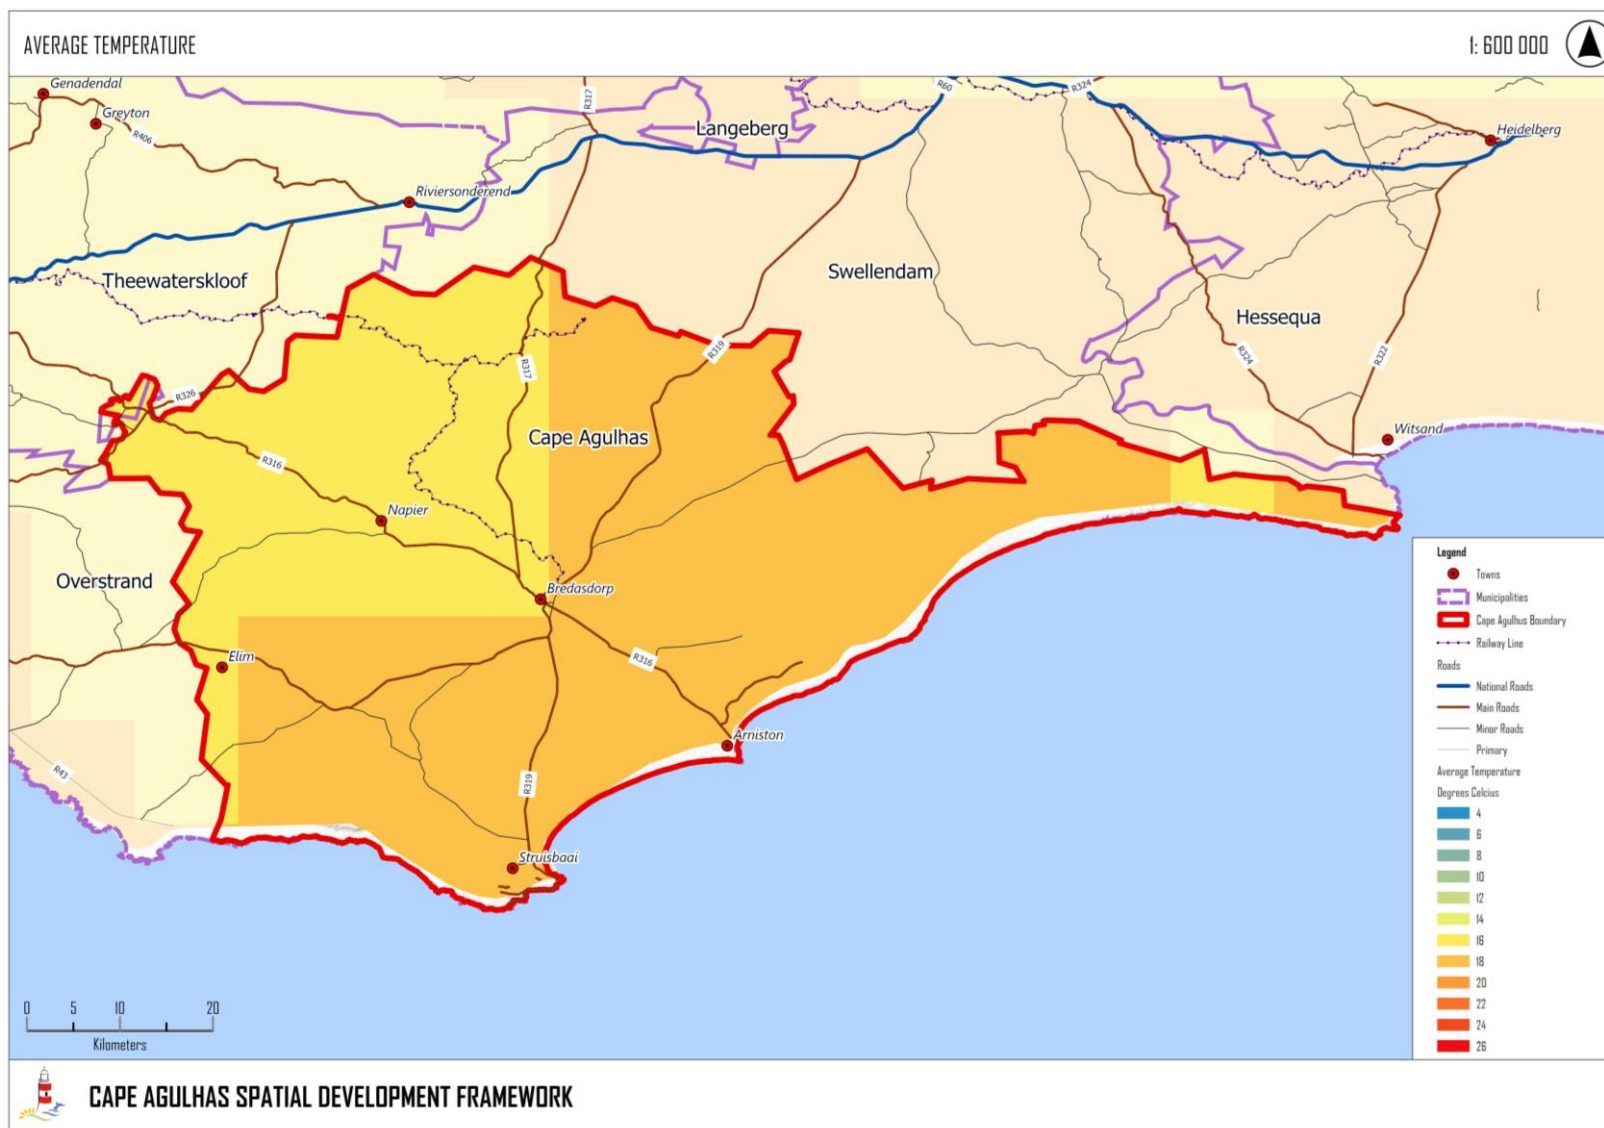 AVERAGE TEMPERATURE
1: 600 000
Genadendal
Greyton
R406
R317
Langeberg
R60
R324
Heidelberg
Riviersonderend
Theewaterskloof
Swellendam
Hessequa
R324
R322
R319
R317
R326
Cape Agulhas
Witsand
R316
Napier
Overstrand
Bredasdorp
Elim
R316
Arniston
R43
R319
Struisbaai
Legend
Towns
Municipalities
Cape Agulhus Boundary
Railway Line
Roads
National Roads
Main Roads
Minor Roads
Primary
Average Temperature
Degrees Celcius
4
6
8
10
12
14
16
18
20
22
24
26
0 5 10 20
Kilometers
CAPE AGULHAS SPATIAL DEVELOPMENT FRAMEWORK